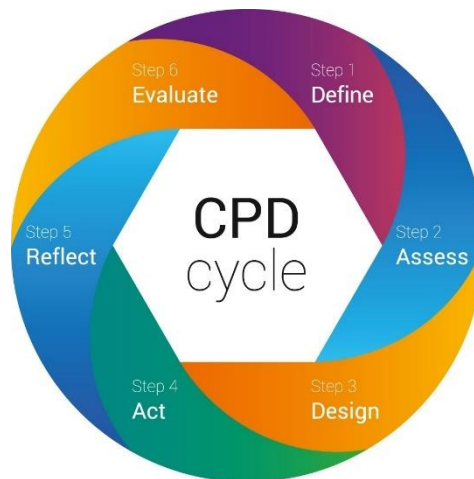 CPD
cycle
Step 1
Define
Step 2
Assess
Step 3
Design
Step 4
Act
Step 5
Reflect
Step 6
Evaluate